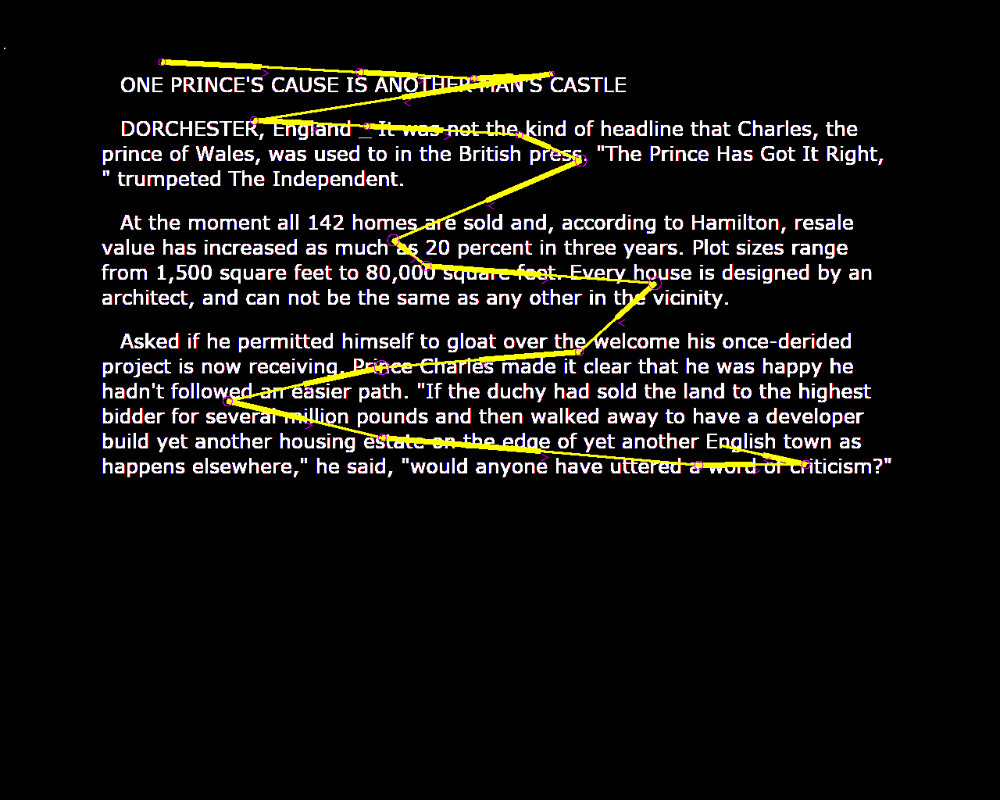 ONE PRINCE'S CAUSE IS ANOTHER MAN'S CASTLE
DORCHESTER, England _ It was not the kind of headline that Charles, the
prince of Wales, was used to in the British press. "The Prince Has Got It Right,
" trumpeted The Independent.
At the moment all 142 homes are sold and, according to Hamilton, resale
value has increased as much as 20 percent in three years. Plot sizes range
from 1,500 square feet to 80,000 square feet. Every house is designed by an
architect, and can not be the same as any other in the vicinity.
Asked if he permitted himself to gloat over the welcome his once-derided
project is now receiving, Prince Charles made it clear that he was happy he
hadn't followed an easier path. "If the duchy had sold the land to the highest
bidder for several million pounds and then walked away to have a developer
build yet another housing estate on the edge of yet another English town as
happens elsewhere," he said, "would anyone have uttered a word of criticism?"